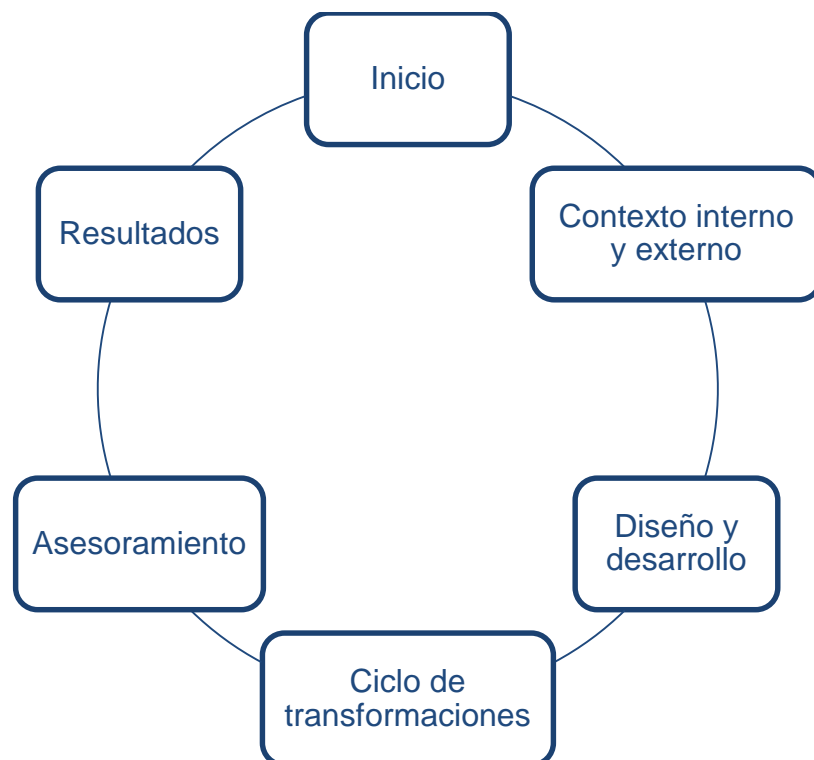 Inicio
Contexto interno
y externo
Diseño y
desarrollo
Ciclo de
transformaciones
Asesoramiento
Resultados